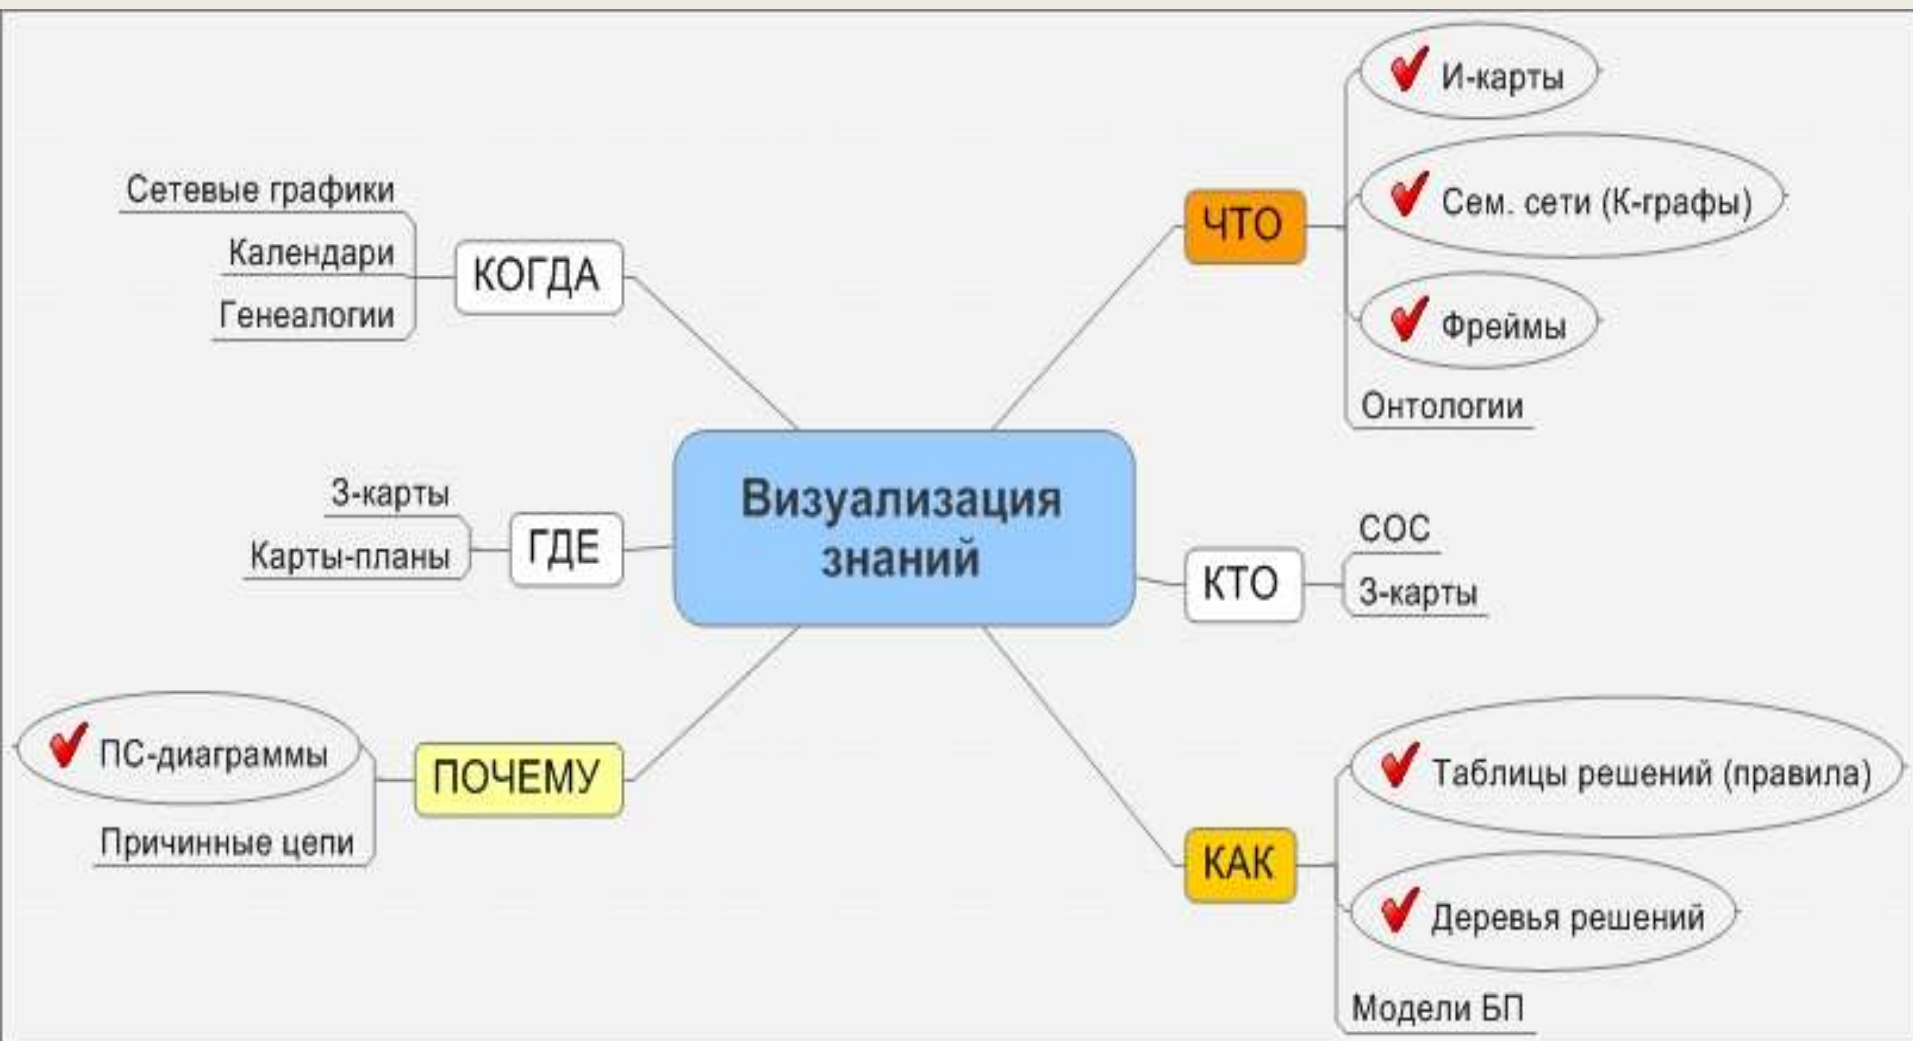 Визуализация
знаний
КОГДА
Сетевые графики
Календари
Генеалогии
ГДЕ
З-карты
Карты-планы
ПОЧЕМУ
ПС-диаграммы
Причинные цепи
ЧТО
И-карты
Сем. сети (К-графы)
Фреймы
Онтологии
КТО
СОС
З-карты
КАК
Таблицы решений (правила)
Деревья решений
Модели БП